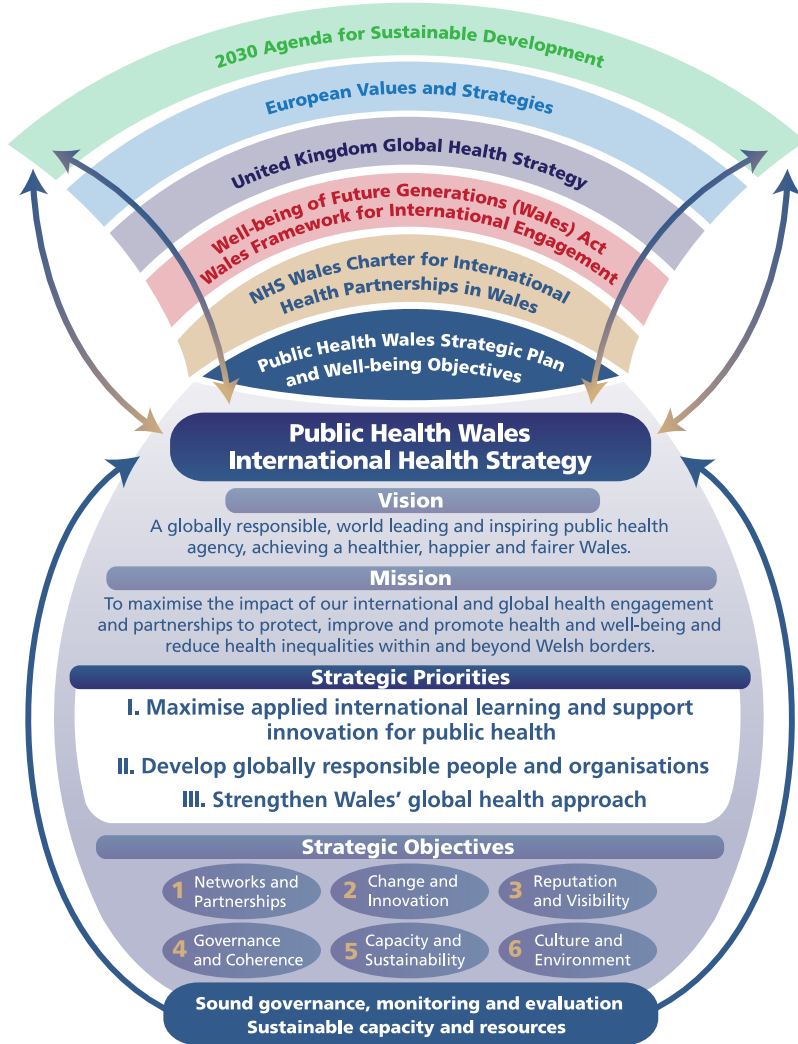 2030 Agenda for Sustainable Development
European Values and Strategies
United Kingdom Global Health Strategy
Well-being of Future Generations (Wales) Act
Wales Framework for International Engagement
NHS Wales Charter for International
Health Partnerships in Wales
Public Health Wales Strategic Plan
and Well-being Objectives
Public Health Wales
International Health Strategy
Vision
A globally responsible, world leading and inspiring public health
agency, achieving a healthier, happier and fairer Wales.
Mission
To maximise the impact of our international and global health engagement
and partnerships to protect, improve and promote health and well-being and
reduce health inequalities within and beyond Welsh borders.
Strategic Priorities
I. Maximise applied international learning and support
innovation for public health
II. Develop globally responsible people and organisations
III. Strengthen Wales' global health approach
Strategic Objectives
1 Networks and
Partnerships
2 Change and
Innovation
3 Reputation
and Visibility
4 Governance
and Coherence
5 Capacity and
Sustainability
6 Culture and
Environment
Sound governance, monitoring and evaluation
Sustainable capacity and resources